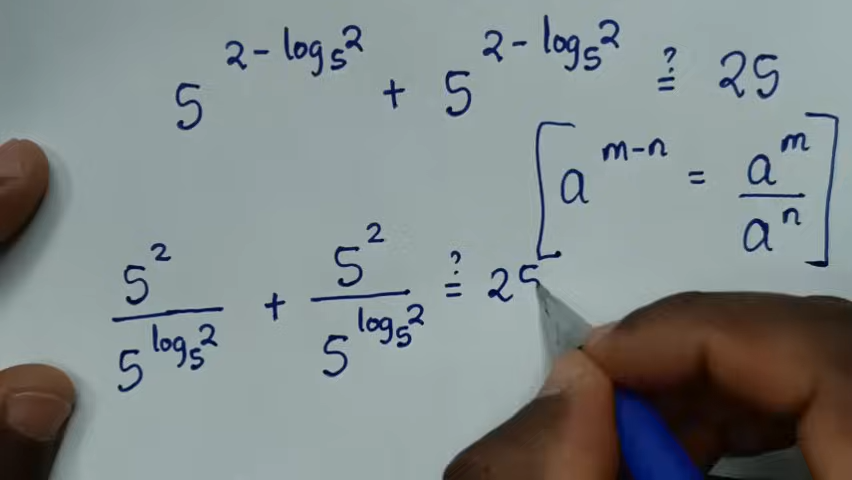 5^{2-log_5 2} + 5^{2-log_5 2} ≟ 25
[a^{m-n} = a^m/a^n]
5^2/5^{log_5 2} + 5^2/5^{log_5 2} ≟ 25